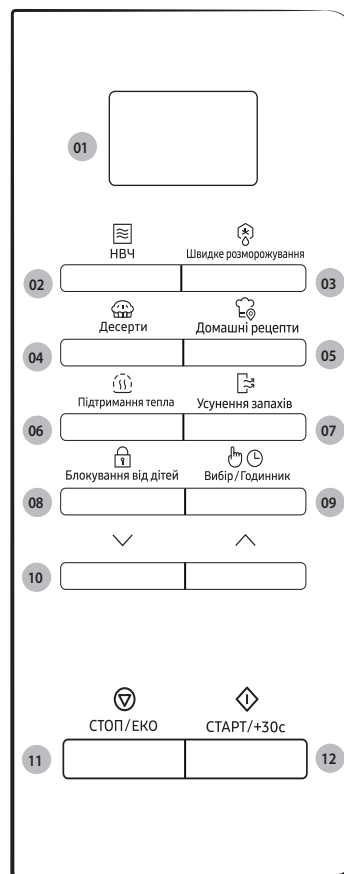 01
НВЧ
Швидке розморожування
02
03
Десерти
Домашні рецепти
04
05
Підтримання тепла
Усунення запахів
06
07
Блокування від дітей
Вибір/Годинник
08
09
10
СТОП/ЕКО
СТАРТ/+30с
11
12